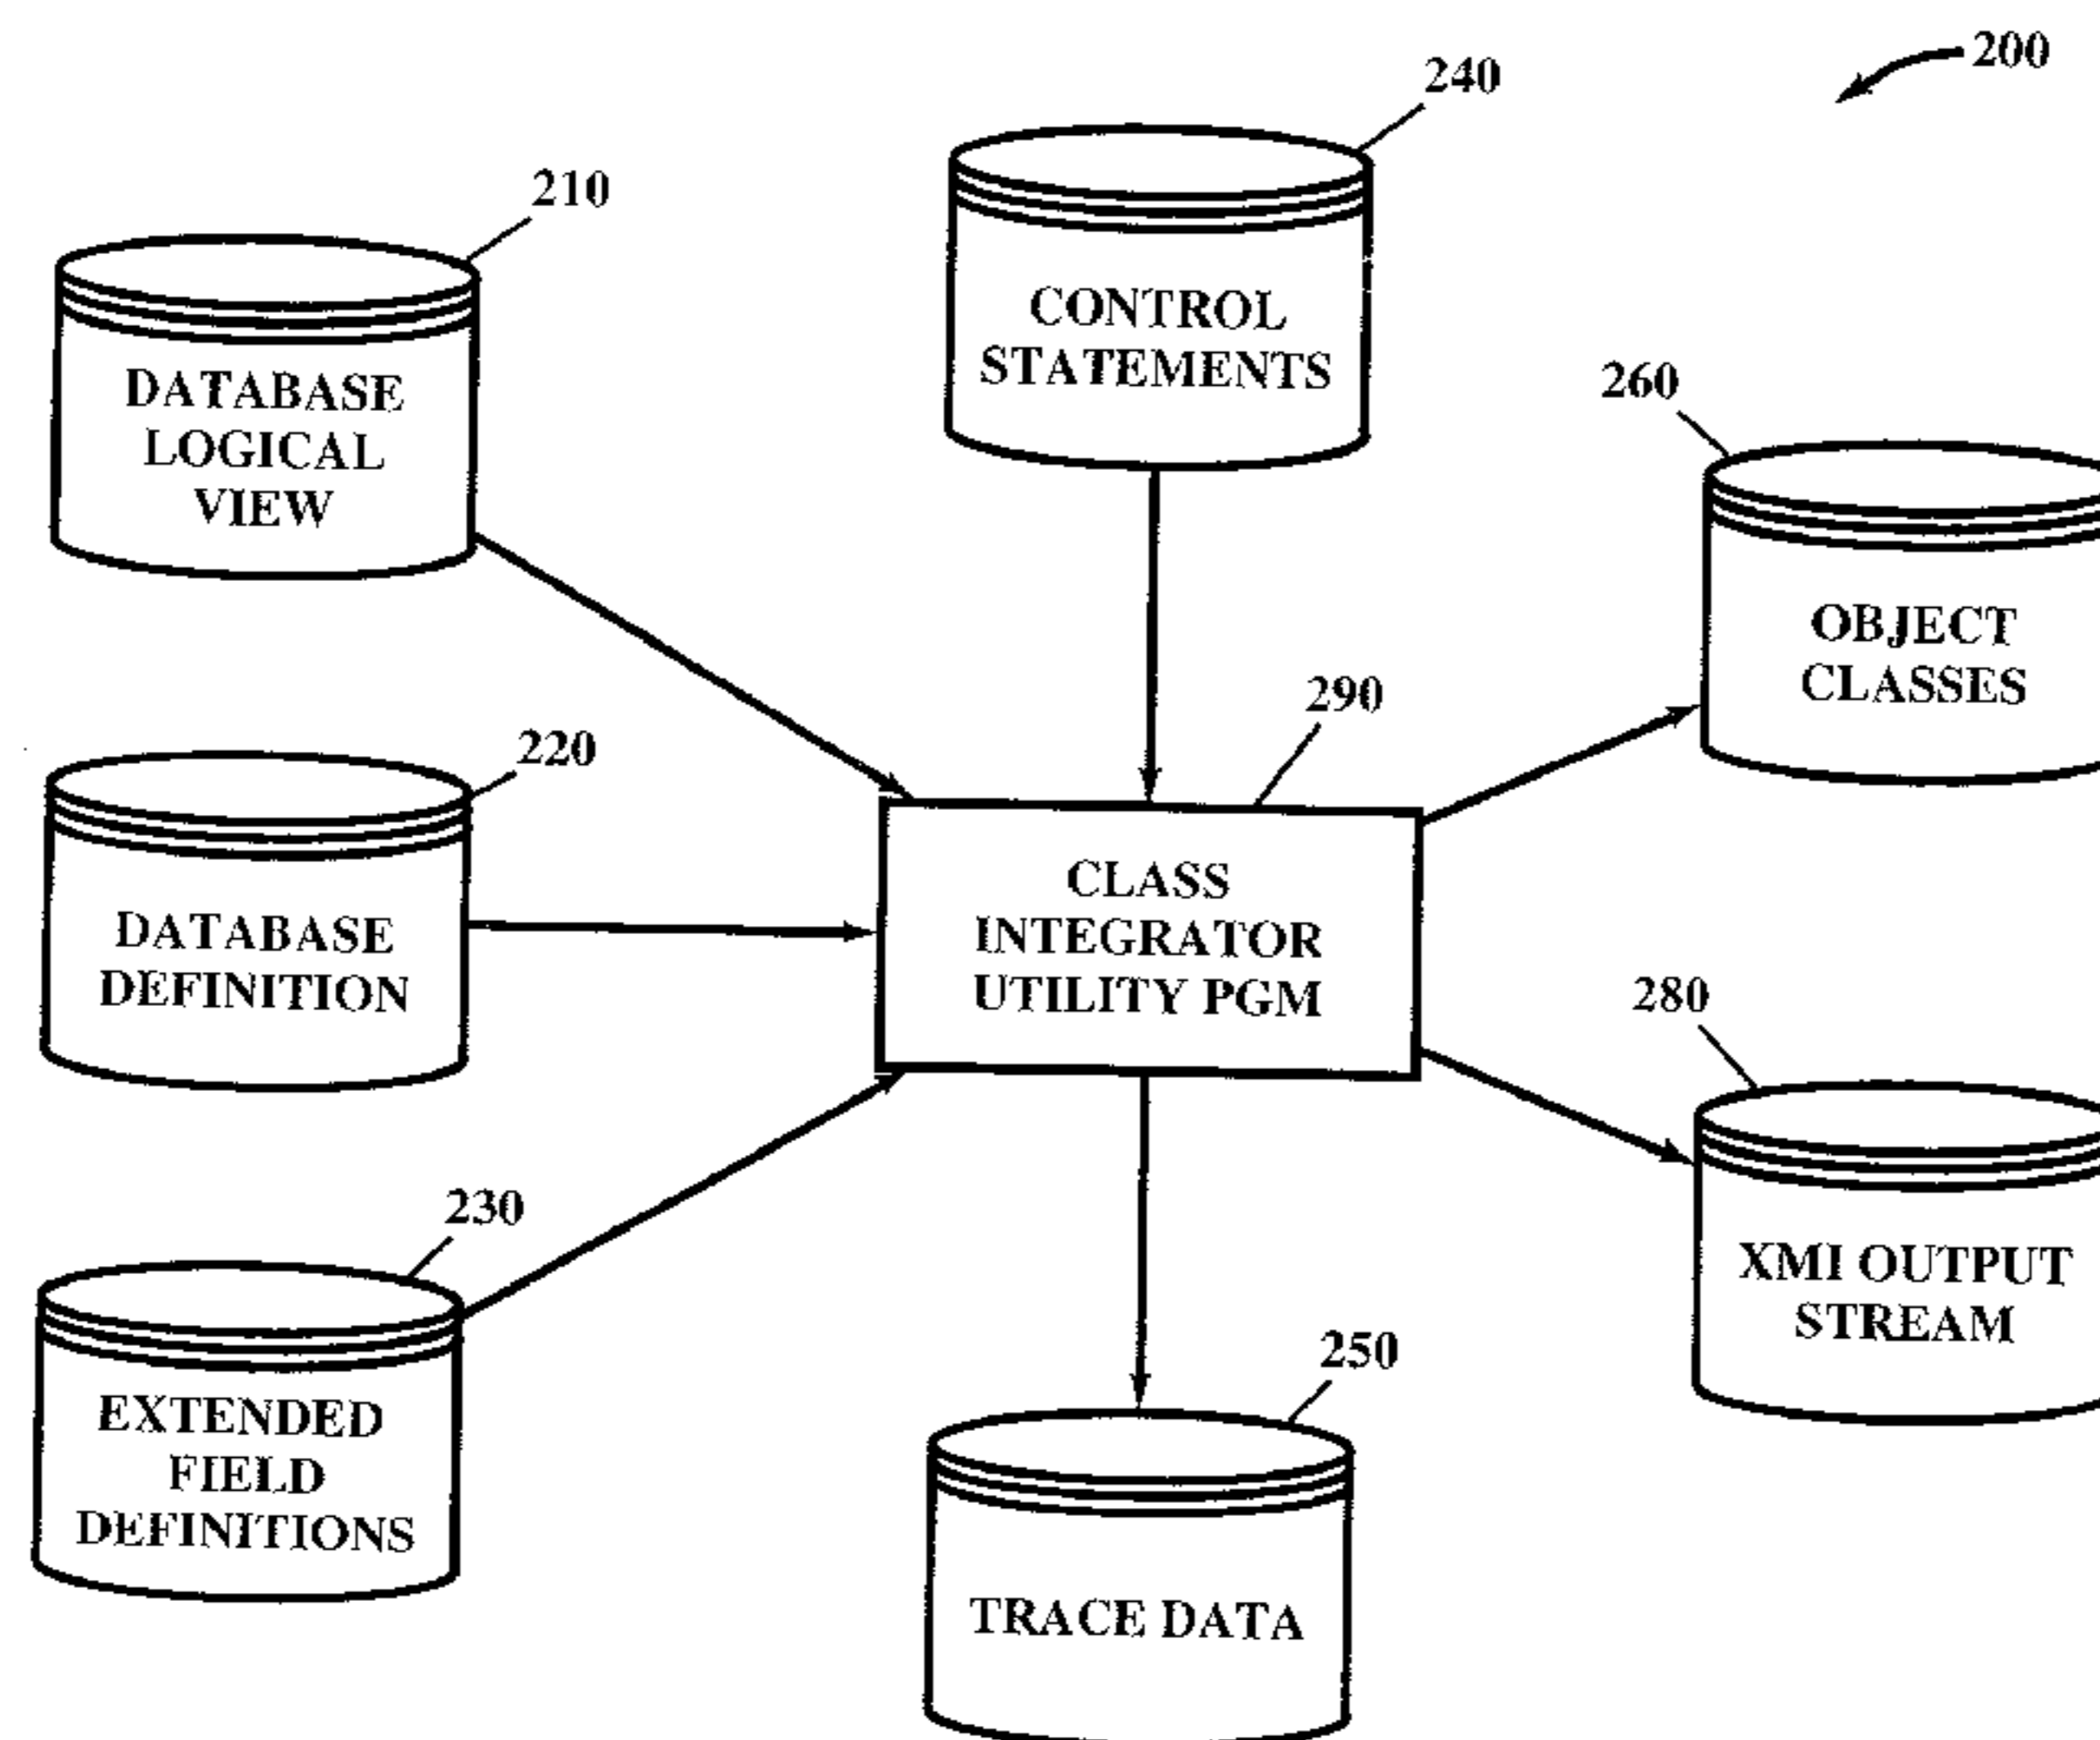 200
240
CONTROL
STATEMENTS
210
DATABASE
LOGICAL
VIEW
260
OBJECT
CLASSES
290
CLASS
INTEGRATOR
UTILITY PGM
220
DATABASE
DEFINITION
280
XMI OUTPUT
STREAM
230
EXTENDED
FIELD
DEFINITIONS
250
TRACE DATA